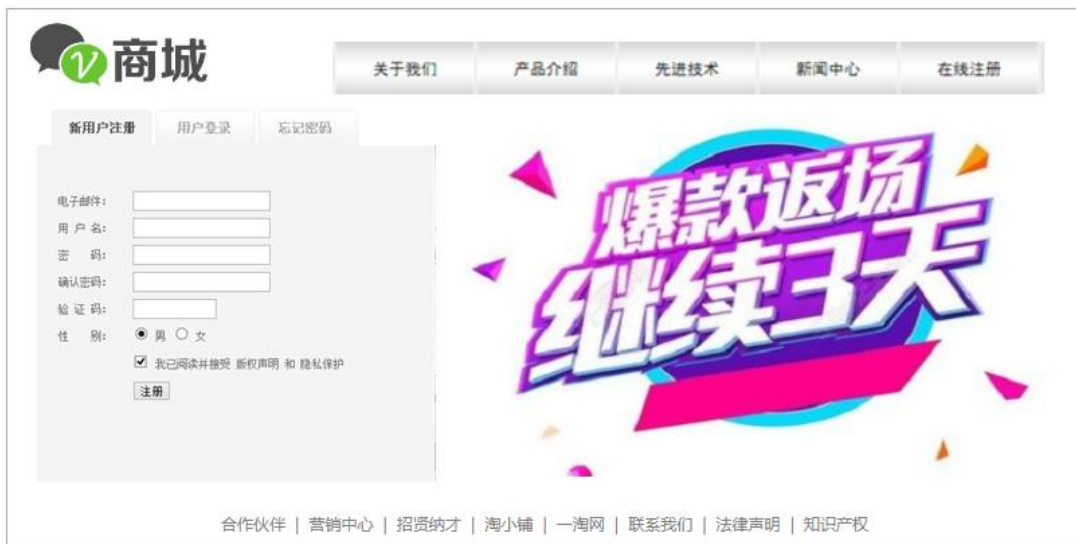 V商城
关于我们 产品介绍 先进技术 新闻中心 在线注册
新用户注册 用户登录 忘记密码
爆款返场
继续3天
电子邮件:
用 户 名:
密 码:
确认密码:
验 证 码:
性 别: 男 女
我已阅读并接受 版权声明 和 隐私保护
注册
合作伙伴 | 营销中心 | 招贤纳才 | 淘小铺 | 一淘网 | 联系我们 | 法律声明 | 知识产权